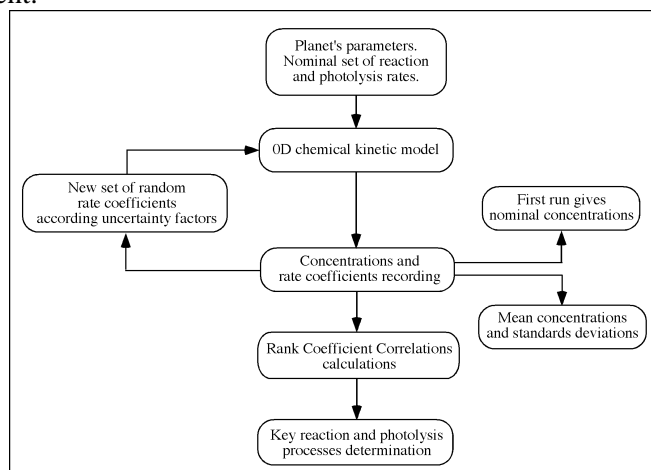 ent.
Planet's parameters.
Nominal set of reaction
and photolysis rates.
0D chemical kinetic model
New set of random
rate coefficients
according uncertainty factors
First run gives
nominal concentrations
Concentrations and
rate coefficients recording
Mean concentrations
and standards deviations
Rank Coefficient Correlations
calculations
Key reaction and photolysis
processes determination